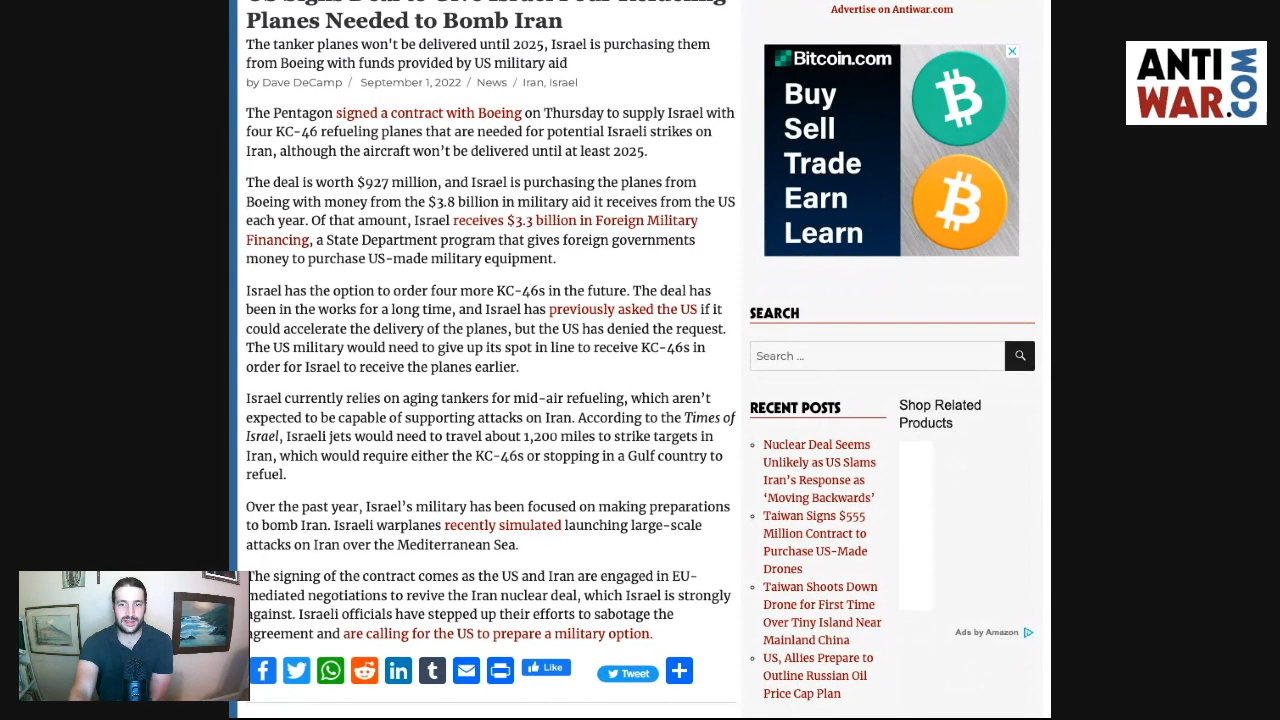 Planes Needed to Bomb Iran
The tanker planes won't be delivered until 2025, Israel is purchasing them
from Boeing with funds provided by US military aid
by Dave DeCamp / September 1, 2022 / News / Iran, Israel
The Pentagon signed a contract with Boeing on Thursday to supply Israel with
four KC-46 refueling planes that are needed for potential Israeli strikes on
Iran, although the aircraft won't be delivered until at least 2025.
The deal is worth $927 million, and Israel is purchasing the planes from
Boeing with money from the $3.8 billion in military aid it receives from the US
each year. Of that amount, Israel receives $3.3 billion in Foreign Military
Financing, a State Department program that gives foreign governments
money to purchase US-made military equipment.
Israel has the option to order four more KC-46s in the future. The deal has
been in the works for a long time, and Israel has previously asked the US if it
could accelerate the delivery of the planes, but the US has denied the request.
The US military would need to give up its spot in line to receive KC-46s in
order for Israel to receive the planes earlier.
Israel currently relies on aging tankers for mid-air refueling, which aren't
expected to be capable of supporting attacks on Iran. According to the Times of
Israel, Israeli jets would need to travel about 1,200 miles to strike targets in
Iran, which would require either the KC-46s or stopping in a Gulf country to
refuel.
Over the past year, Israel's military has been focused on making preparations
to bomb Iran. Israeli warplanes recently simulated launching large-scale
attacks on Iran over the Mediterranean Sea.
The signing of the contract comes as the US and Iran are engaged in EU-
mediated negotiations to revive the Iran nuclear deal, which Israel is strongly
against. Israeli officials have stepped up their efforts to sabotage the
agreement and are calling for the US to prepare a military option.
Like
Tweet
Advertise on Antiwar.com
Bitcoin.com
Buy
Sell
Trade
Earn
Learn
SEARCH
Search ...
RECENT POSTS
Nuclear Deal Seems
Unlikely as US Slams
Iran's Response as
'Moving Backwards'
Taiwan Signs $555
Million Contract to
Purchase US-Made
Drones
Taiwan Shoots Down
Drone for First Time
Over Tiny Island Near
Mainland China
US, Allies Prepare to
Outline Russian Oil
Price Cap Plan
Shop Related
Products
Ads by Amazon
ANTI
WAR.COM